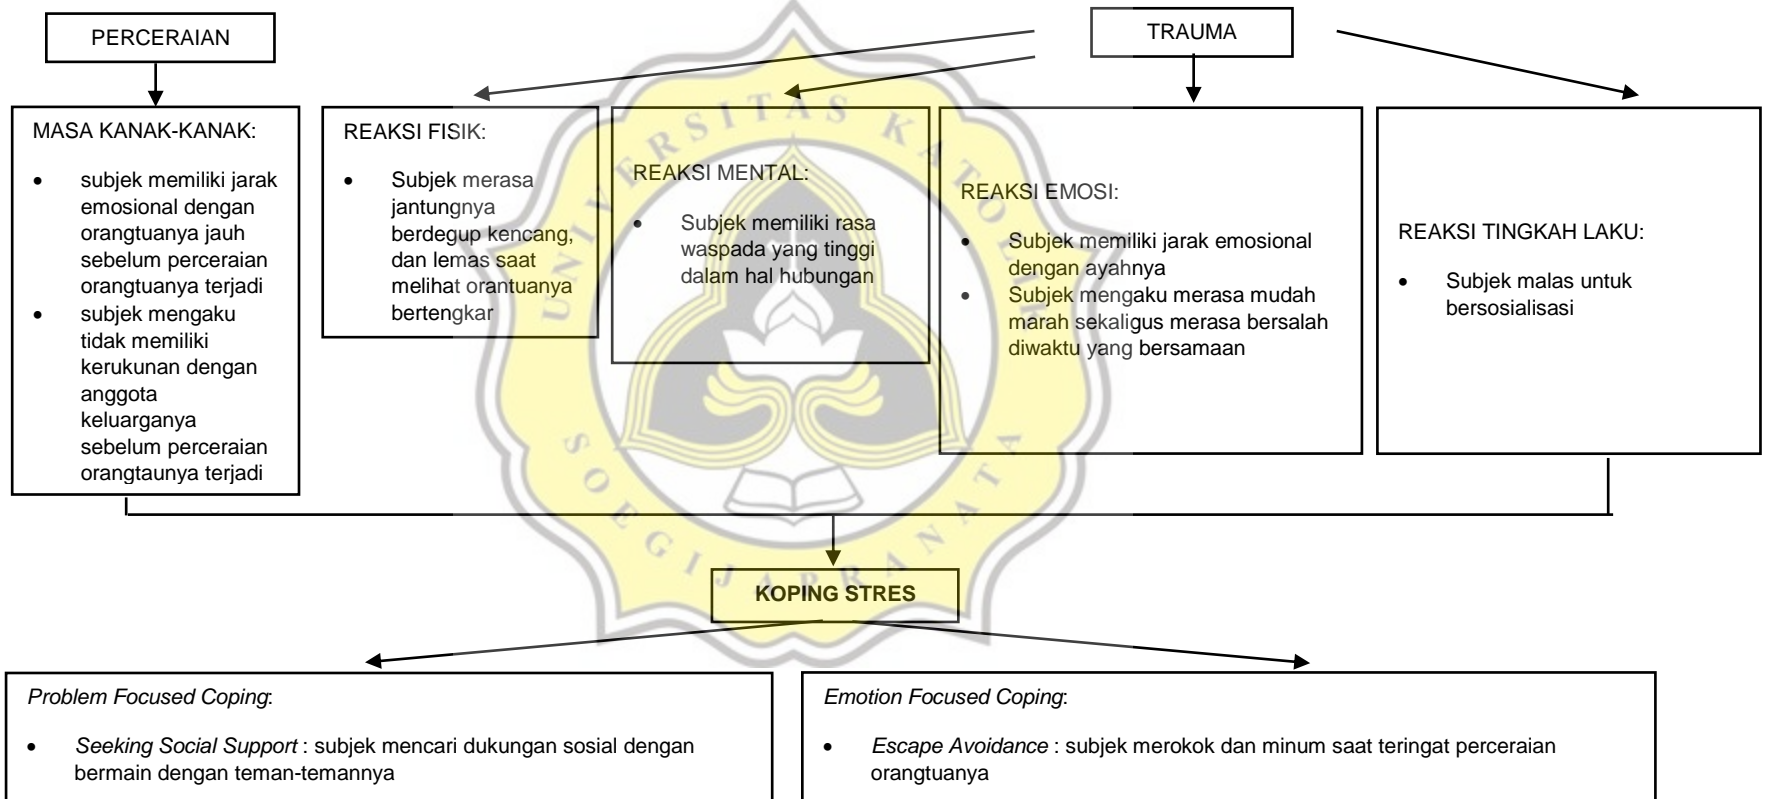 PERCERAIAN
TRAUMA
MASA KANAK-KANAK:
• subjek memiliki jarak
emosional dengan
orangtuanya jauh
sebelum perceraian
orangtuanya terjadi
• subjek mengaku
tidak memiliki
kerukunan dengan
anggota
keluarganya
sebelum perceraian
orangtaunya terjadi
REAKSI FISIK:
• Subjek merasa
jantungnya
berdegup kencang,
dan lemas saat
melihat orantuanya
bertengkar
REAKSI MENTAL:
• Subjek memiliki rasa
waspada yang tinggi
dalam hal hubungan
REAKSI EMOSI:
• Subjek memiliki jarak emosional
dengan ayahnya
• Subjek mengaku merasa mudah
marah sekaligus merasa bersalah
diwaktu yang bersamaan
REAKSI TINGKAH LAKU:
• Subjek malas untuk
bersosialisasi
UNIVERSITAS KATOLIK
SOEGIJAPRANATA
KOPING STRES
Problem Focused Coping:
• Seeking Social Support : subjek mencari dukungan sosial dengan
bermain dengan teman-temannya
Emotion Focused Coping:
• Escape Avoidance : subjek merokok dan minum saat teringat perceraian
orangtuanya